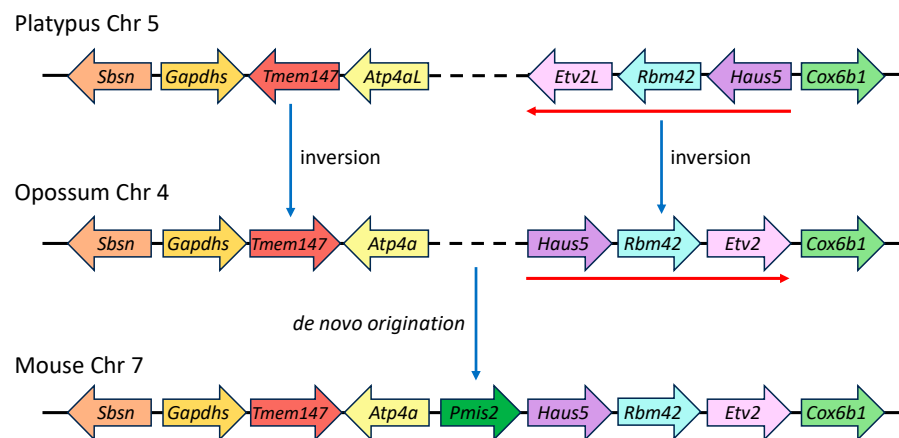 Platypus Chr 5
Sbsn Gapdhs Tmem147 Atp4aL Etv2L Rbm42 Haus5 Cox6b1
inversion inversion
Opossum Chr 4
Sbsn Gapdhs Tmem147 Atp4a Haus5 Rbm42 Etv2 Cox6b1
de novo origination
Mouse Chr 7
Sbsn Gapdhs Tmem147 Atp4a Pmis2 Haus5 Rbm42 Etv2 Cox6b1